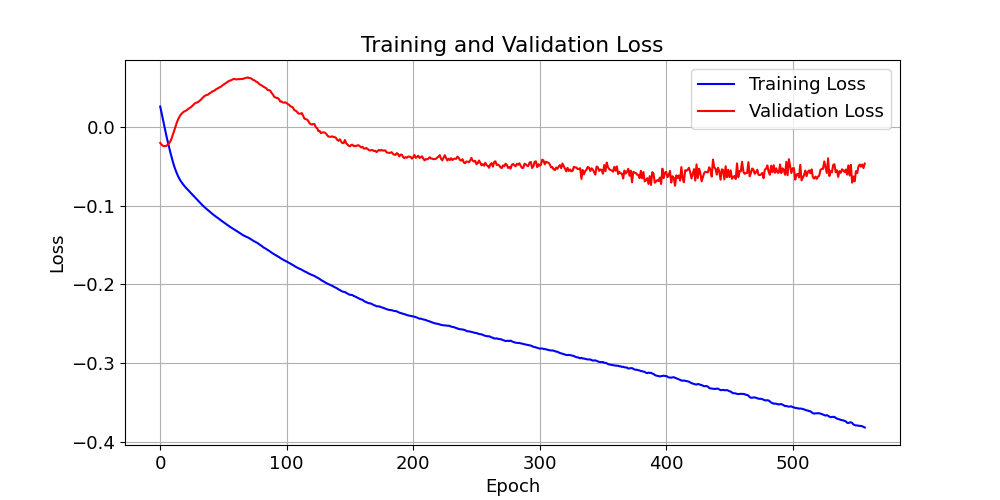 Training and Validation Loss
Training Loss
Validation Loss
0.0
−0.1
−0.2
−0.3
−0.4
Loss
0 100 200 300 400 500
Epoch